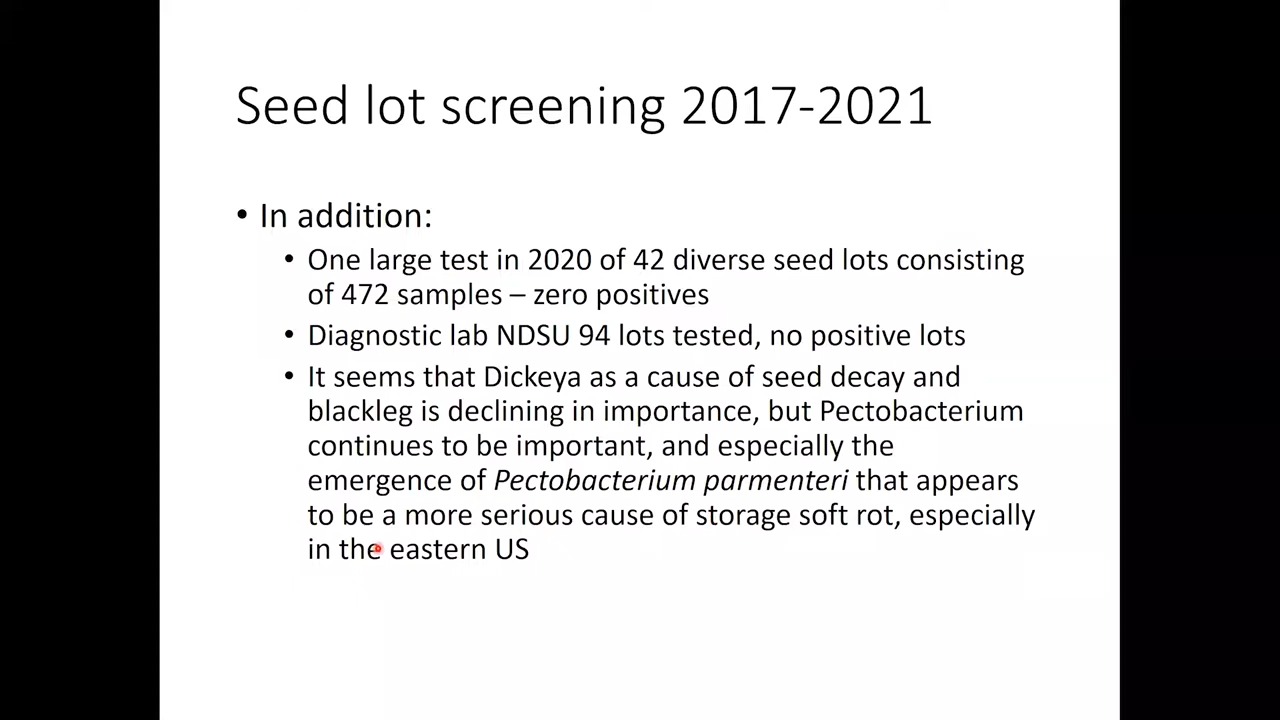 Seed lot screening 2017-2021
• In addition:
• One large test in 2020 of 42 diverse seed lots consisting
of 472 samples – zero positives
• Diagnostic lab NDSU 94 lots tested, no positive lots
• It seems that Dickeya as a cause of seed decay and
blackleg is declining in importance, but Pectobacterium
continues to be important, and especially the
emergence of Pectobacterium parmenteri that appears
to be a more serious cause of storage soft rot, especially
in the eastern US